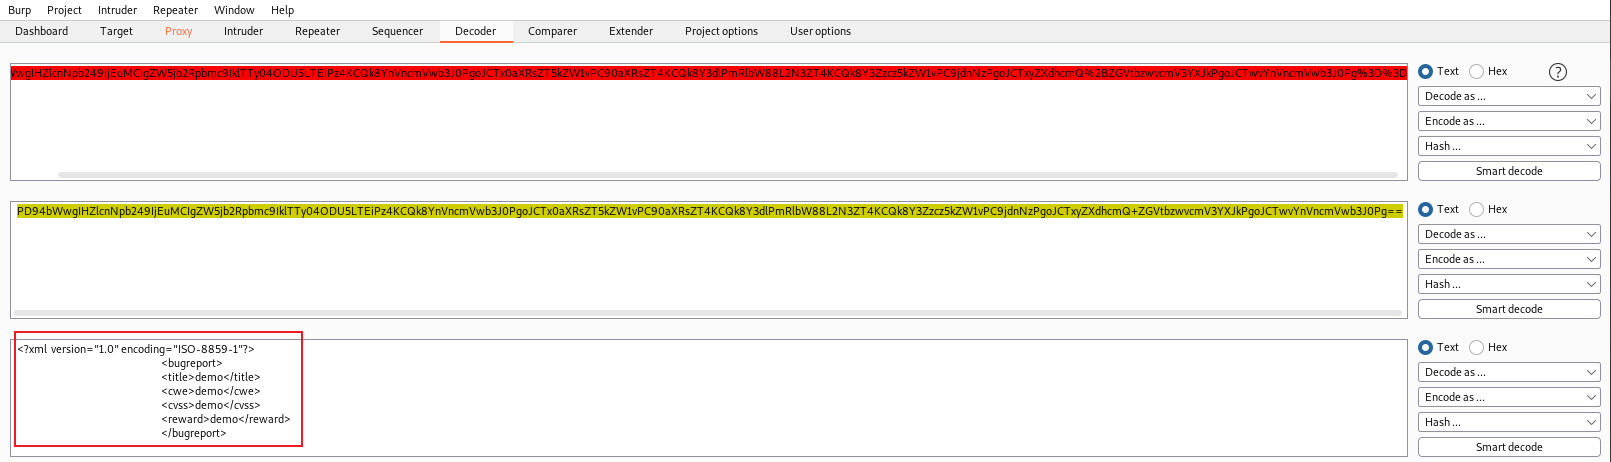 Burp Project Intruder Repeater Window Help
Dashboard Target Proxy Intruder Repeater Sequencer Decoder Comparer Extender Project options User options
VwgIHZlcnNpb249IjEuMCIgZW5jb2Rpbmc9IklTTy04ODU5LTEiPz4KCQk8YnVncmVwb3J0PgoJCTx0aXRsZT5kZW1vPC90aXRsZT4KCQk8Y3dlPmRlbW88L2N3ZT4KCQk8Y3Zzcz5kZW1vPC9jdnNzPgoJCTxyZXdhcmQ%2BZGVtbzwvcmV3YXJkPgoJCTwvYnVncmVwb3J0Pg%3D%3D
Text Hex ?
Decode as ...
Encode as ...
Hash ...
Smart decode
PD94bWwgIHZlcnNpb249IjEuMCIgZW5jb2Rpbmc9IklTTy04ODU5LTEiPz4KCQk8YnVncmVwb3J0PgoJCTx0aXRsZT5kZW1vPC90aXRsZT4KCQk8Y3dlPmRlbW88L2N3ZT4KCQk8Y3Zzcz5kZW1vPC9jdnNzPgoJCTxyZXdhcmQ+ZGVtbzwvcmV3YXJkPgoJCTwvYnVncmVwb3J0Pg==
Text Hex
Decode as ...
Encode as ...
Hash ...
Smart decode
<?xml version="1.0" encoding="ISO-8859-1"?>
<bugreport>
<title>demo</title>
<cwe>demo</cwe>
<cvss>demo</cvss>
<reward>demo</reward>
</bugreport>
Text Hex
Decode as ...
Encode as ...
Hash ...
Smart decode